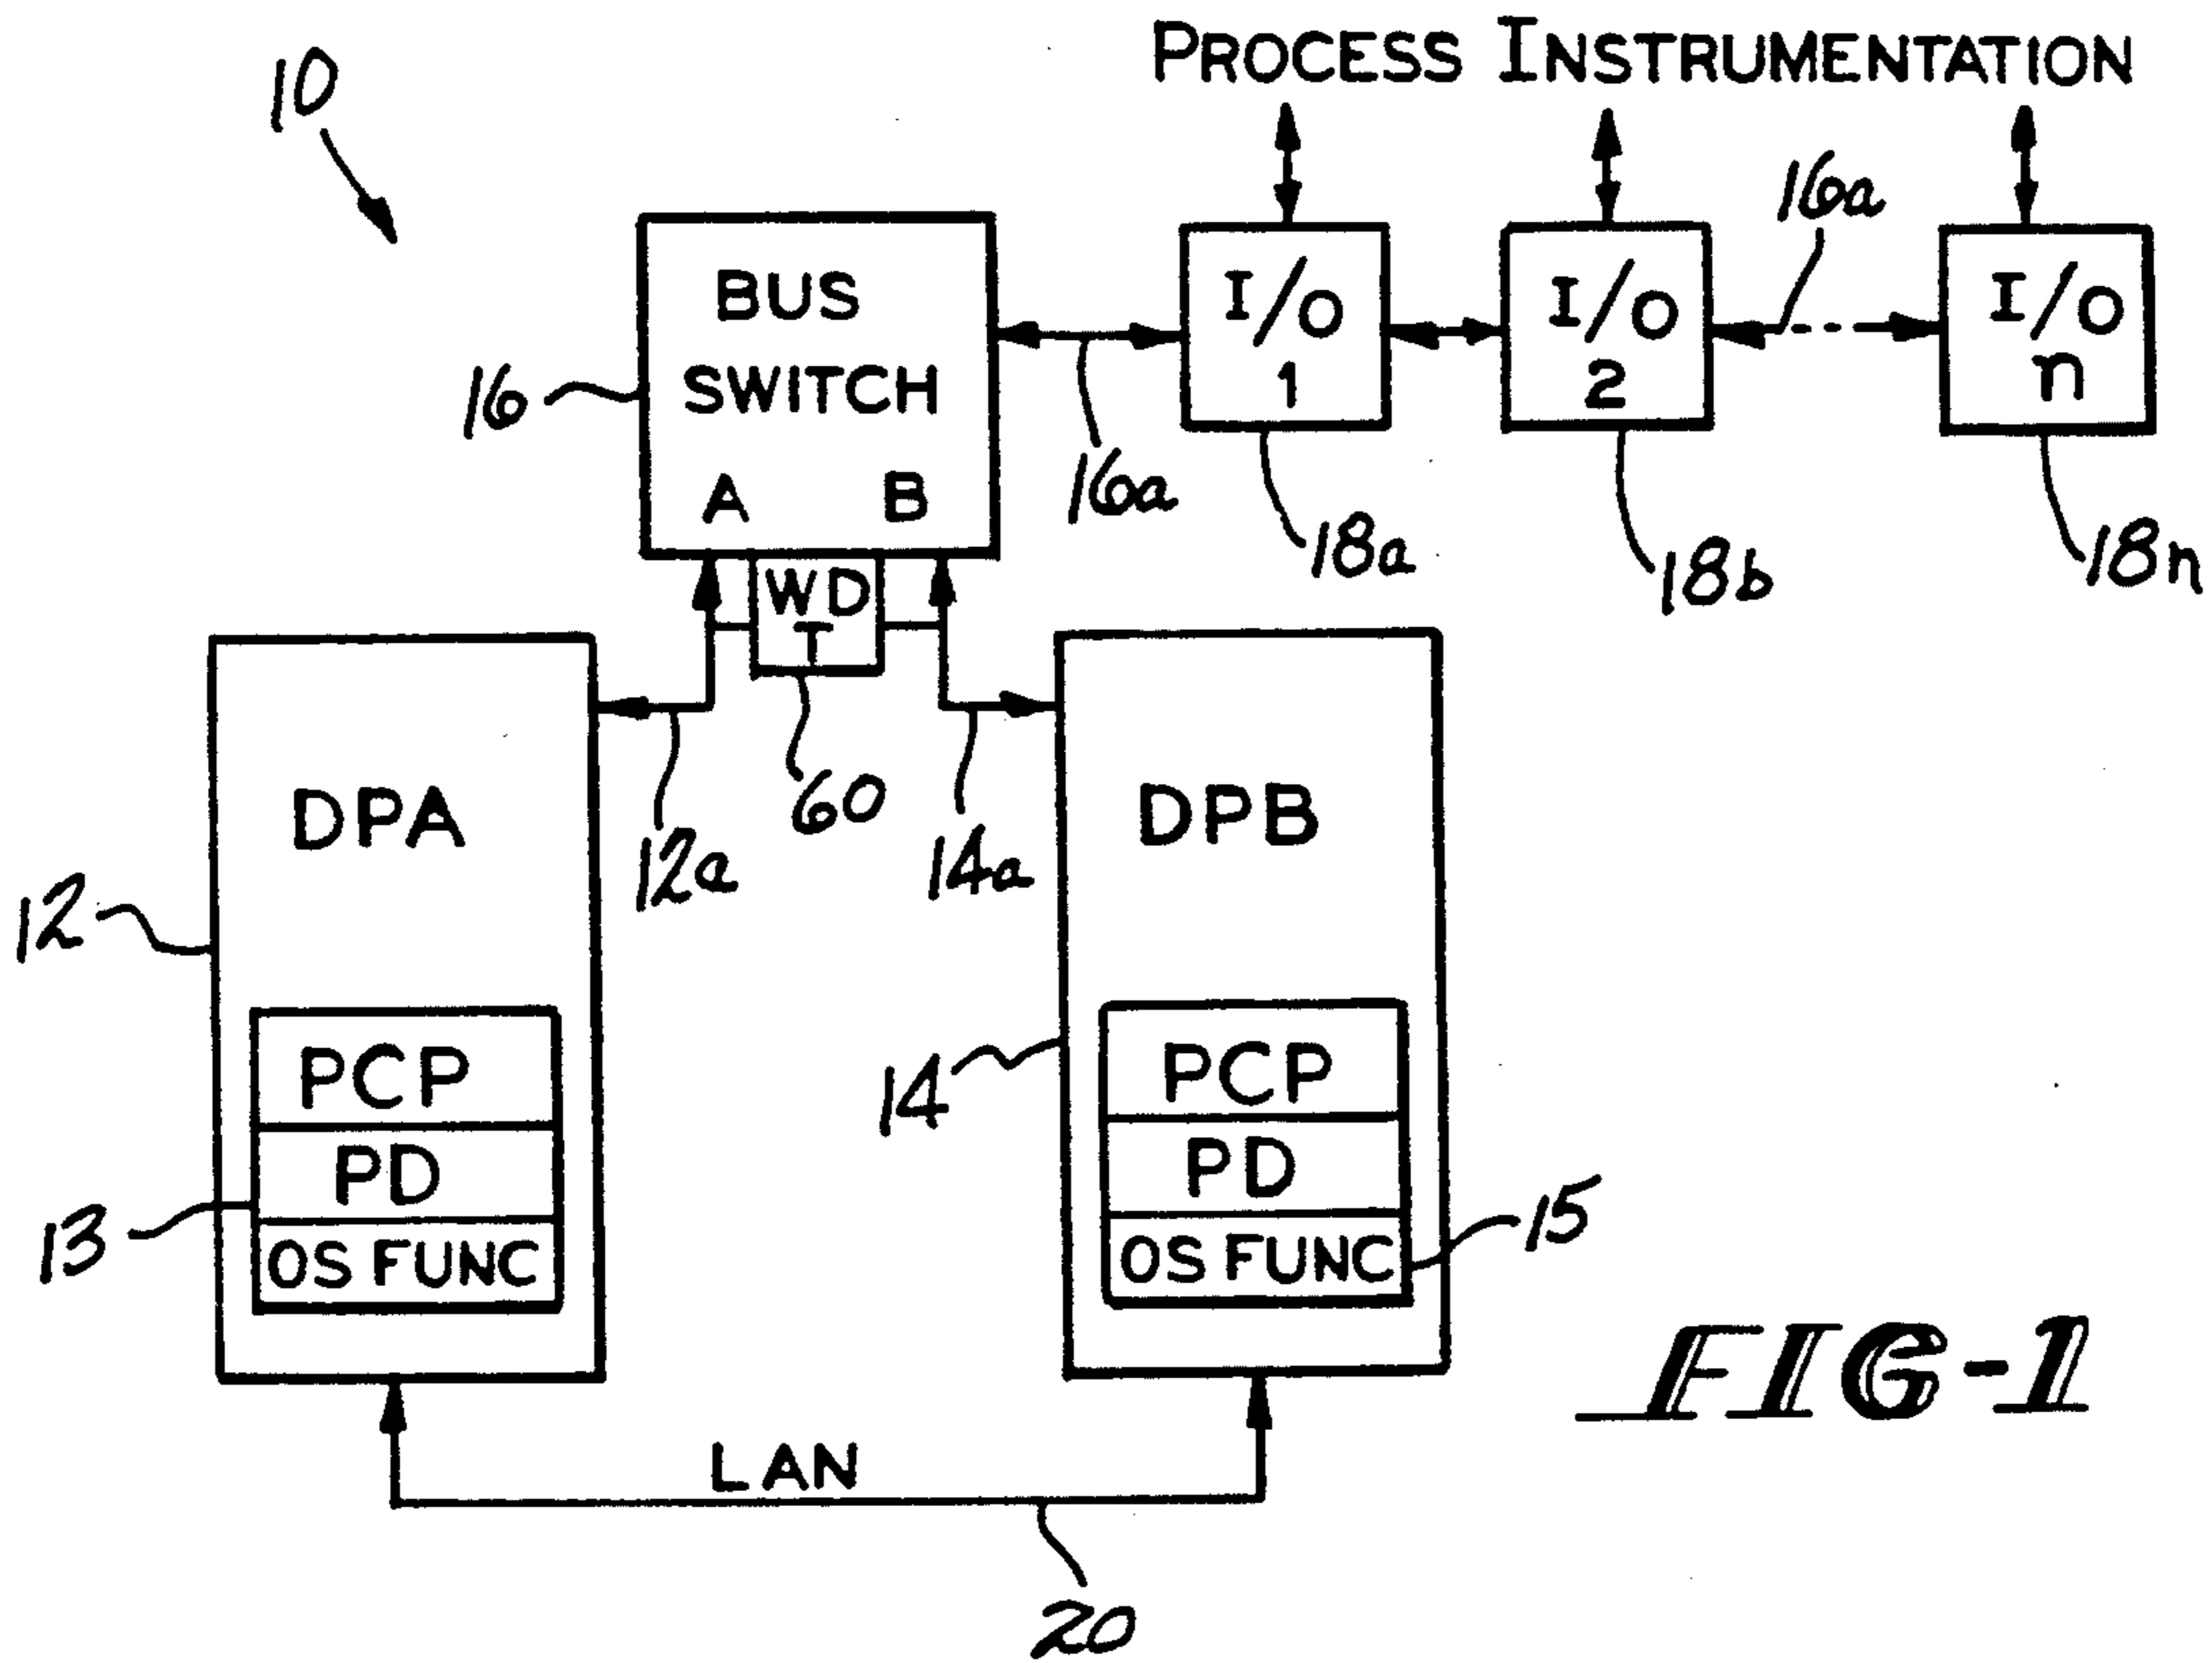 PROCESS INSTRUMENTATION
10
16a
BUS
SWITCH
A B
I/O
1
I/O
2
I/O
n
16
16a
18a
18b
18n
WD
T
DPA
DPB
60
12a
14a
12
PCP
PD
OS FUNC
14
PCP
PD
OS FUNC
13
15
FIG-1
LAN
20